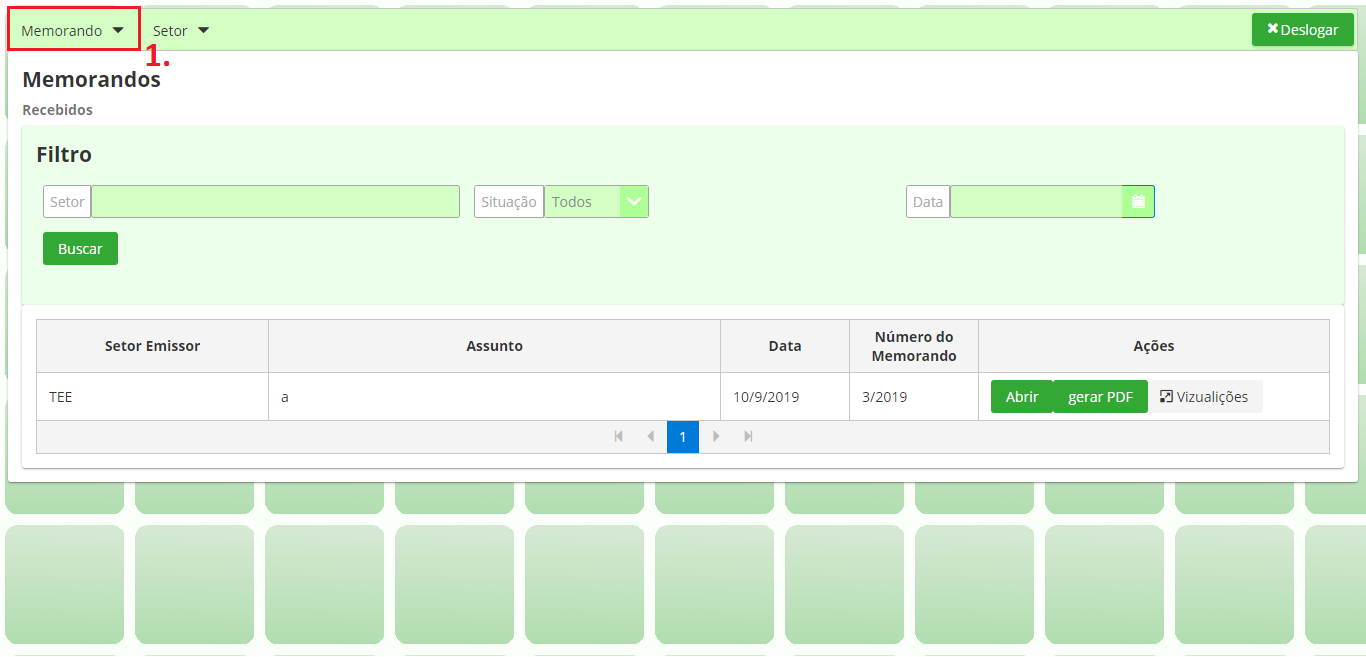 Memorando Setor Deslogar
1.
Memorandos
Recebidos
Filtro
Setor Situação Todos Data
Buscar
Setor Emissor Assunto Data Número do Memorando Ações
TEE a 10/9/2019 3/2019 Abrir gerar PDF Vizualições
1